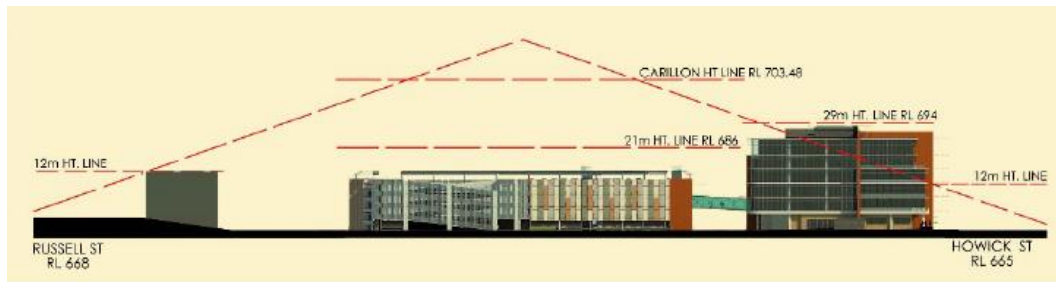 CARILLON HT LINE RL 703.48
29m HT. LINE RL 694
21m HT. LINE RL 686
12m HT. LINE
12m HT. LINE
RUSSELL ST
RL 668
HOWICK ST
RL 665